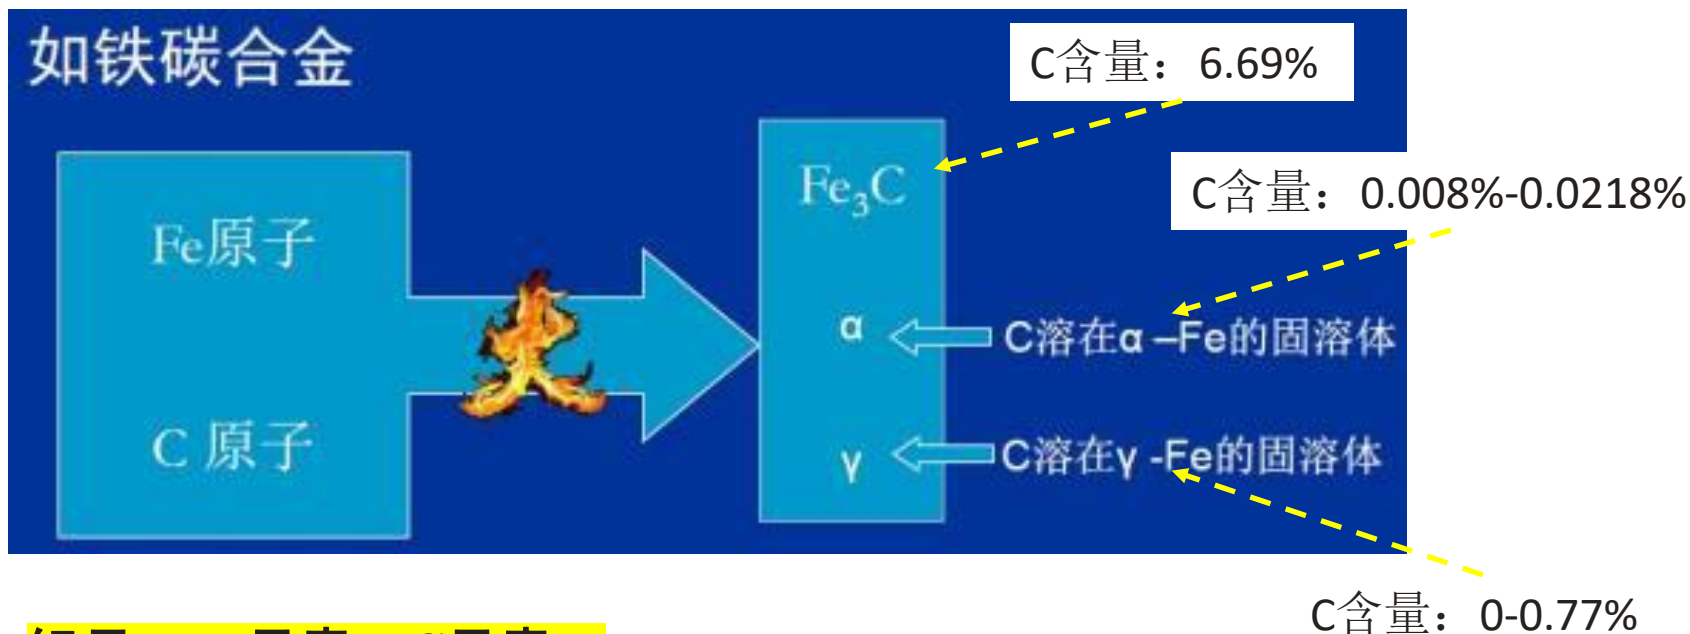 如铁碳合金
C含量：6.69%
Fe₃C
C含量：0.008%-0.0218%
Fe原子
α
C溶在α–Fe的固溶体
C 原子
γ
C溶在γ -Fe的固溶体
C含量：0-0.77%